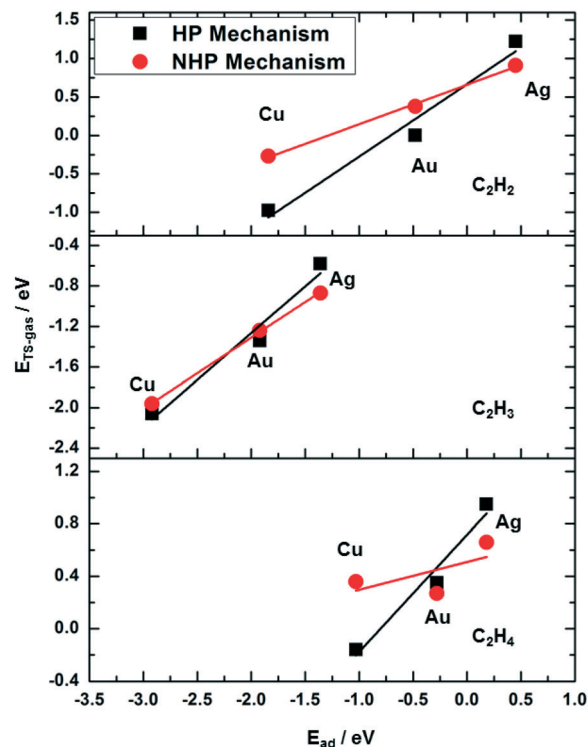 HP Mechanism
NHP Mechanism
1.5
1.0
0.5
0.0
-0.5
-1.0
Cu
Au
Ag
C₂H₂
-0.4
-0.8
-1.2
-1.6
-2.0
-2.4
Cu
Au
Ag
C₂H₃
1.2
0.8
0.4
0.0
-0.4
Cu
Au
Ag
C₂H₄
-3.5 -3.0 -2.5 -2.0 -1.5 -1.0 -0.5 0.0 0.5 1.0
E_TS-gas / eV
E_ad / eV